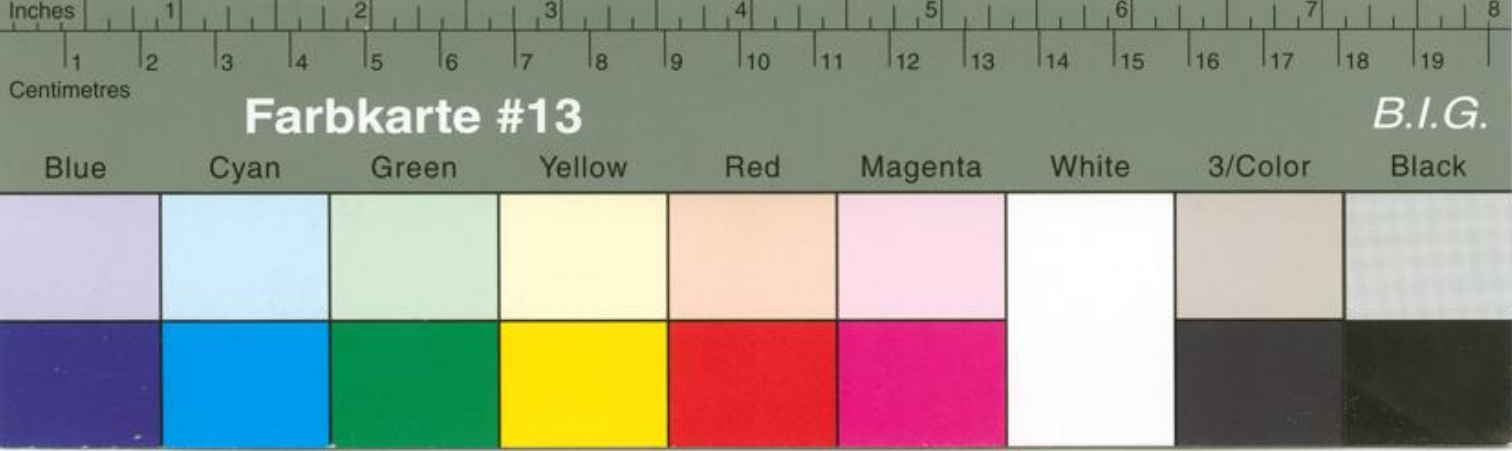 Inches 1 2 3 4 5 6 7 8
1 2 3 4 5 6 7 8 9 10 11 12 13 14 15 16 17 18 19
Centimetres
Farbkarte #13 B.I.G.
Blue Cyan Green Yellow Red Magenta White 3/Color Black